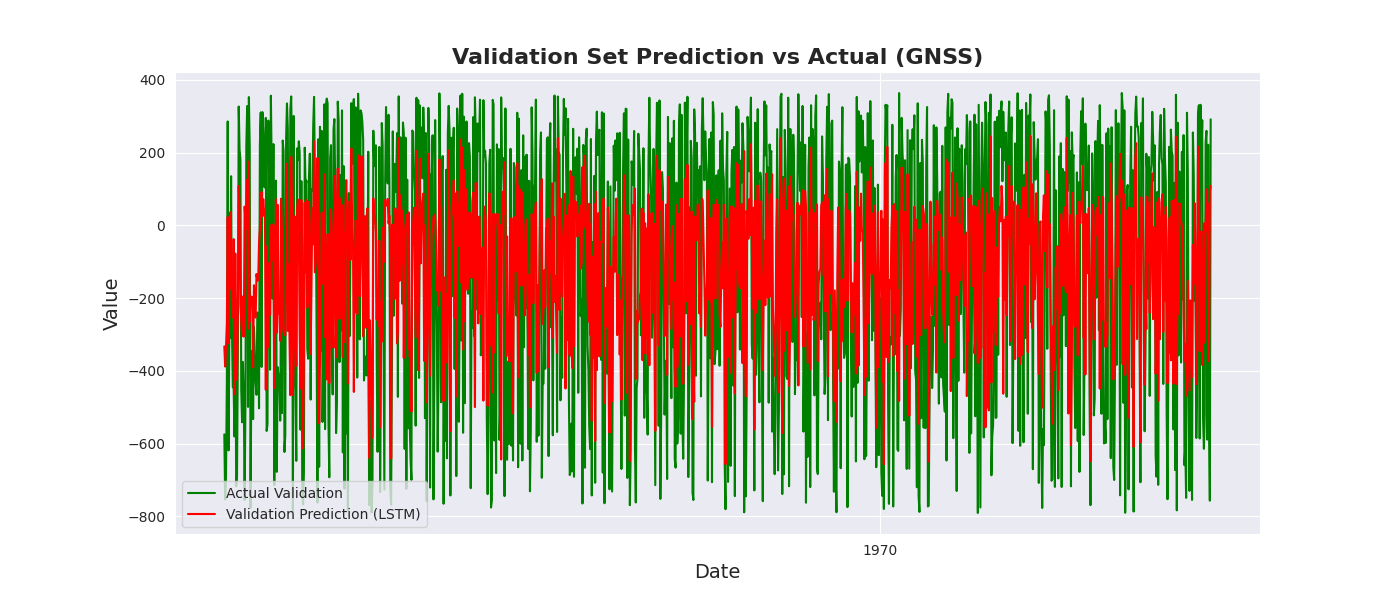 Validation Set Prediction vs Actual (GNSS)
400
200
0
−200
−400
−600
−800
Value
Actual Validation
Validation Prediction (LSTM)
1970
Date